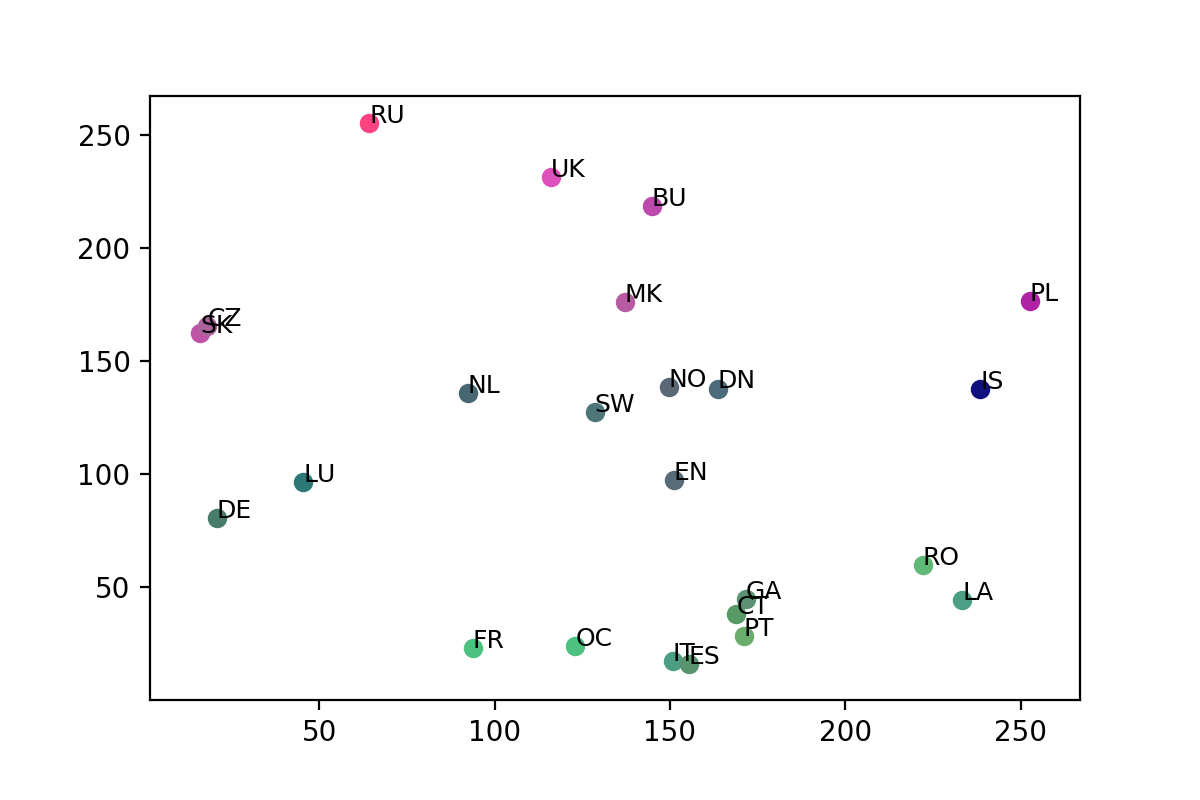 RU
250
UK
BU
200
MK
PL
CZ
SK
150
NL
NO
DN
IS
SW
100
LU
EN
DE
RO
50
GA
LA
CT
PT
FR
OC
IT
ES
50 100 150 200 250